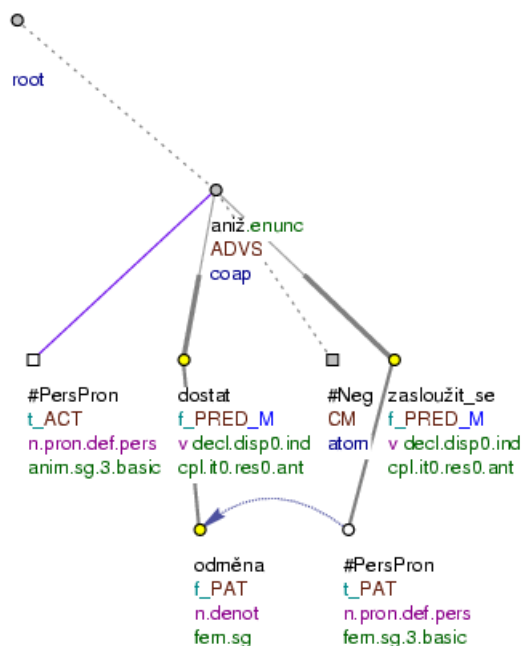 root
aniž.enunc
ADVS
coap
#PersPron
t_ACT
n.pron.def.pers
anim.sg.3.basic
dostat
f_PRED_M
v decl.disp0.ind
cpl.it0.res0.ant
#Neg
CM
atom
zasloužit_se
f_PRED_M
v decl.disp0.ind
cpl.it0.res0.ant
odměna
f_PAT
n.denot
fem.sg
#PersPron
t_PAT
n.pron.def.pers
fem.sg.3.basic